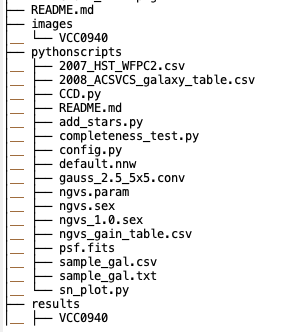 README.md
images
VCC0940
pythonscripts
2007_HST_WFPC2.csv
2008_ACSVCS_galaxy_table.csv
CCD.py
README.md
add_stars.py
completeness_test.py
config.py
default.nnw
gauss_2.5_5x5.conv
ngvs.param
ngvs.sex
ngvs_1.0.sex
ngvs_gain_table.csv
psf.fits
sample_gal.csv
sample_gal.txt
sn_plot.py
results
VCC0940